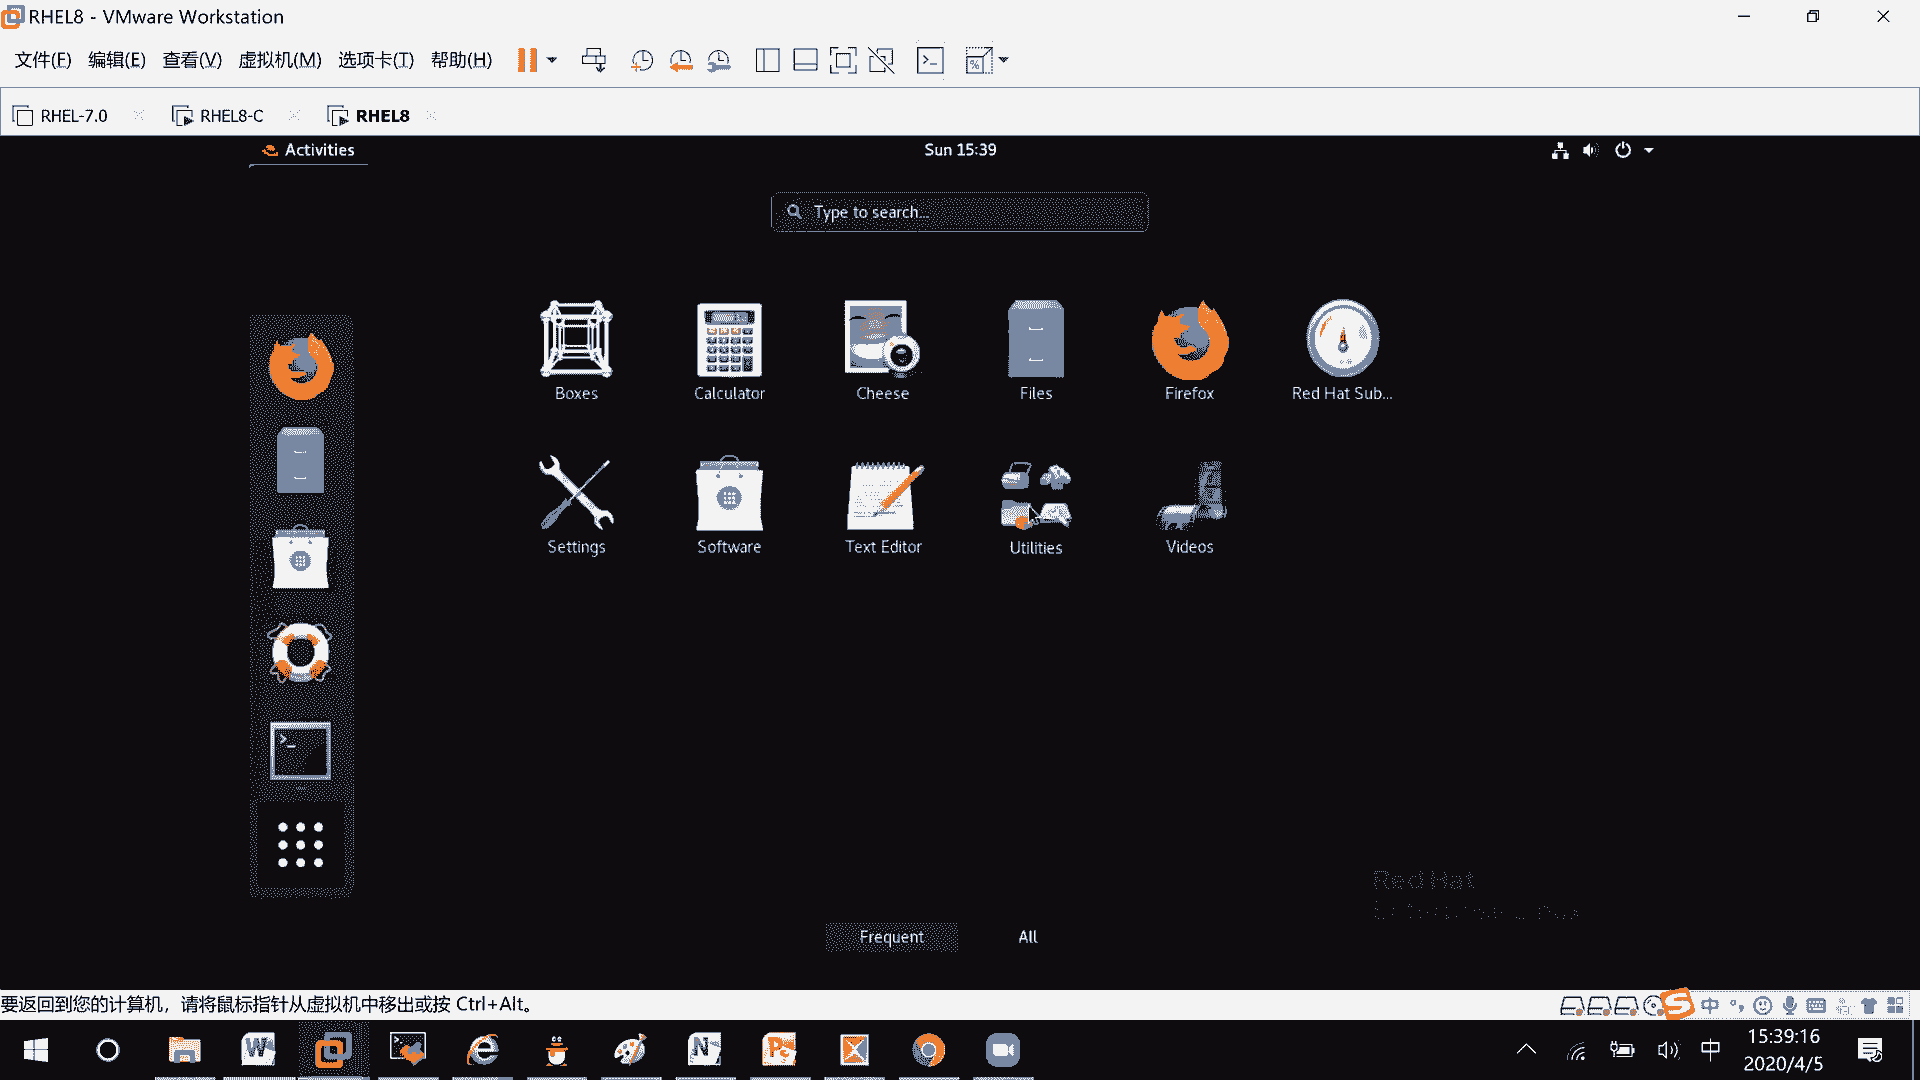 RHEL8 - VMware Workstation
文件(F) 编辑(E) 查看(V) 虚拟机(M) 选项卡(T) 帮助(H)
RHEL-7.0 RHEL8-C RHEL8
Activities Sun 15:39
Type to search...
Boxes Calculator Cheese Files Firefox Red Hat Sub...
Settings Software Text Editor Utilities Videos
Red Hat
Frequent All
要返回到您的计算机，请将鼠标指针从虚拟机中移出或按 Ctrl+Alt。
中
中 15:39:16
2020/4/5